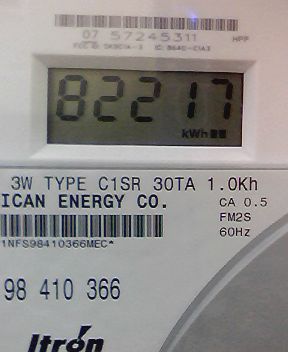 07 57245311 HPP
82217
kWh
3W TYPE C1SR 30TA 1.0Kh
ICAN ENERGY CO. CA 0.5
FM2S
60Hz
1NFS98410366MEC*
98 410 366
Itron